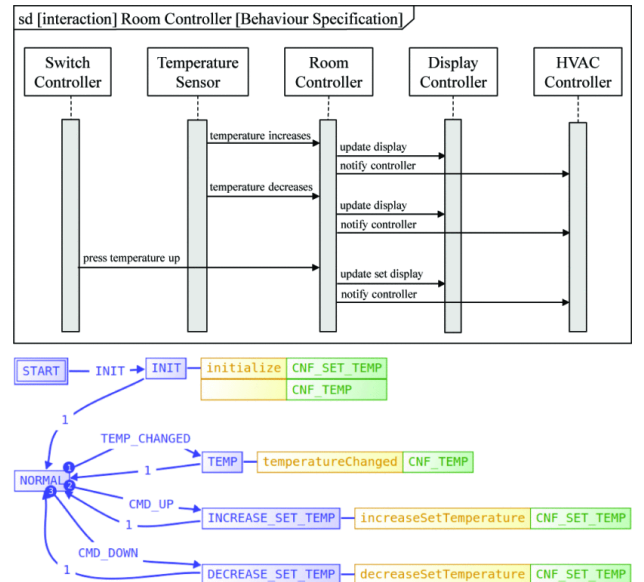 sd [interaction] Room Controller [Behaviour Specification]
Switch
Controller
Temperature
Sensor
Room
Controller
Display
Controller
HVAC
Controller
temperature increases
update display
notify controller
temperature decreases
update display
notify controller
press temperature up
update set display
notify controller
START
INIT
INIT
initialize
CNF_SET_TEMP
CNF_TEMP
1
TEMP_CHANGED
NORMAL
1
2
3
1
TEMP
temperatureChanged
CNF_TEMP
CMD_UP
1
INCREASE_SET_TEMP
increaseSetTemperature
CNF_SET_TEMP
CMD_DOWN
1
DECREASE_SET_TEMP
decreaseSetTemperature
CNF_SET_TEMP